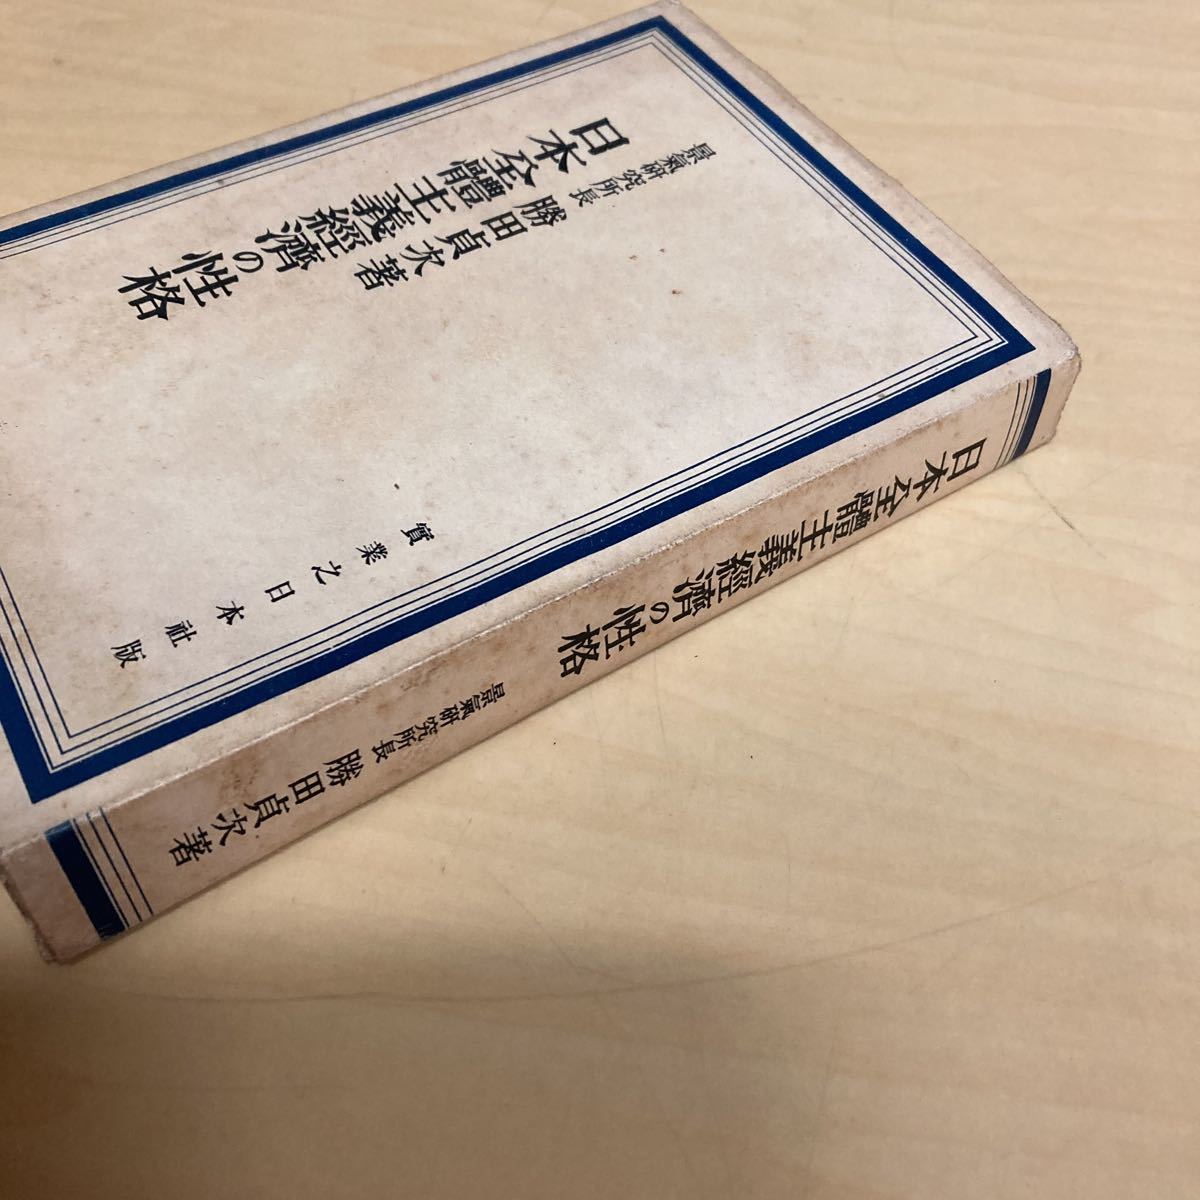 景氣硏究所長 勝田貞次著
日本全體主義經濟の性格
實業之日本社版
日本全體主義經濟の性格
景氣硏究所長 勝田貞次著